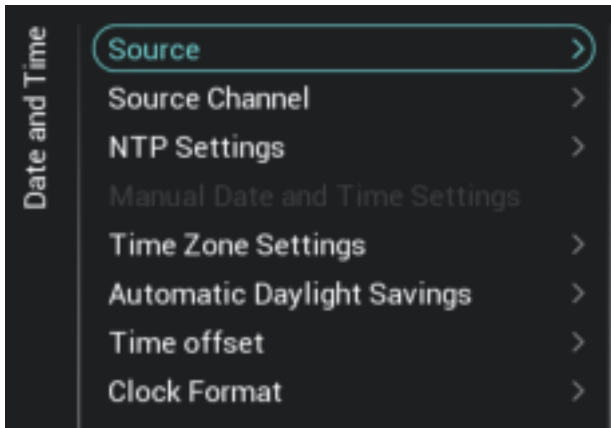 Date and Time
Source
Source Channel
NTP Settings
Manual Date and Time Settings
Time Zone Settings
Automatic Daylight Savings
Time offset
Clock Format